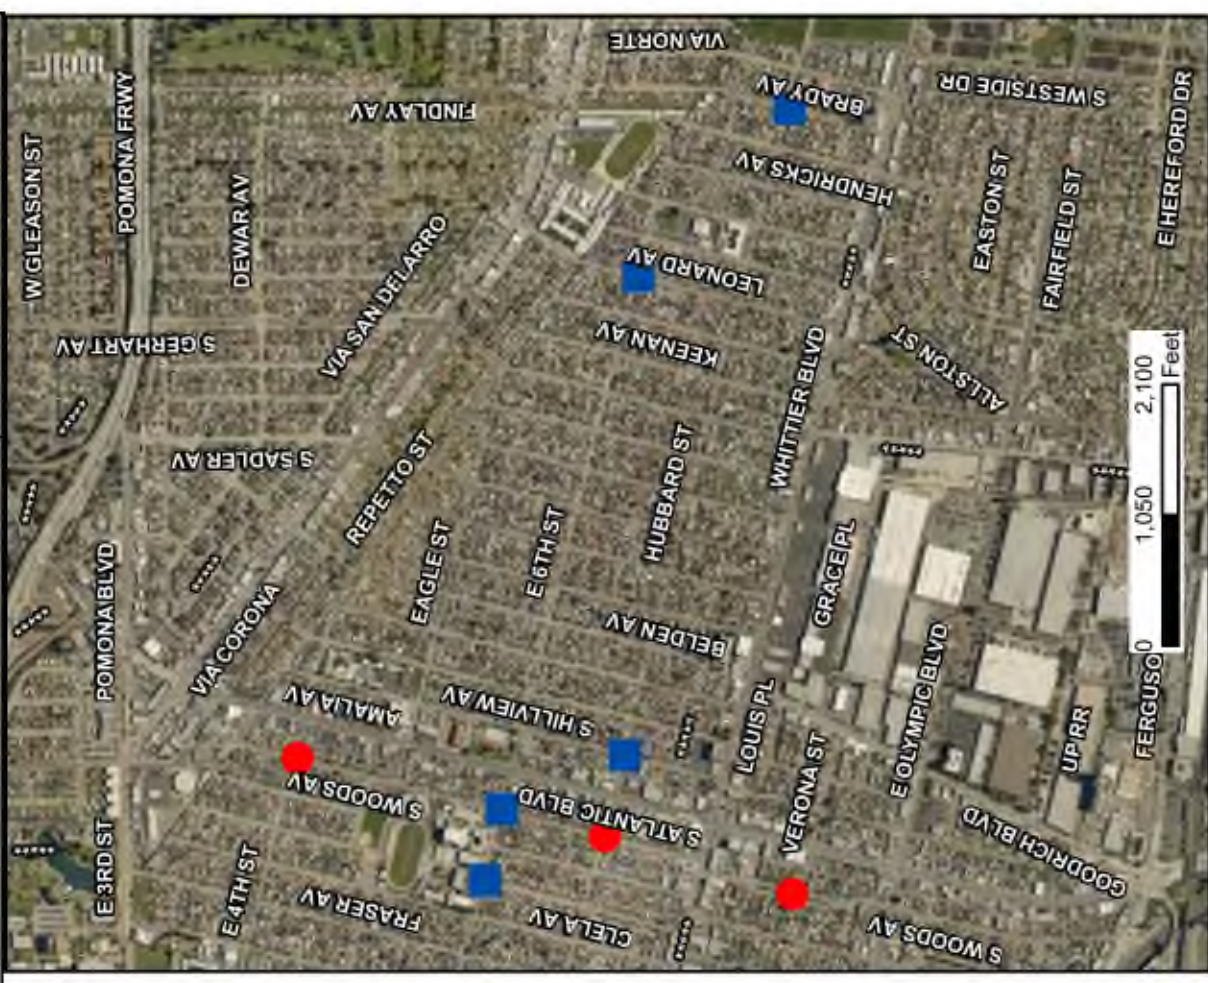 VIA NORTE
S WESTSIDE DR
BRADY AV
FINDLAY AV
POMONA FRWY
W GLEASON ST
HENDRICKS AV
E HEREFORD DR
EASTON ST
FAIRFIELD ST
DEWAR AV
VIA SAN DELARRO
LEONARD AV
S GERHART AV
KEENAN AV
ALLSTON ST
WHITTIER BLVD
S SADLER AV
REPETTO ST
HUBBARD ST
EAGLE ST
E 6TH ST
GRACE PL
POMONA BLVD
VIA CORONA
BELDEN AV
E OLYMPIC BLVD
AMALIA AV
S HILLVIEW AV
LOUIS PL
UP RR
FERGUSO
VERONA ST
S WOODS AV
S ATLANTIC BLVD
GOODRICH BLVD
E 3RD ST
E 4TH ST
FRASER AV
CLELA AV
S WOODS AV
0 1,050 2,100
Feet